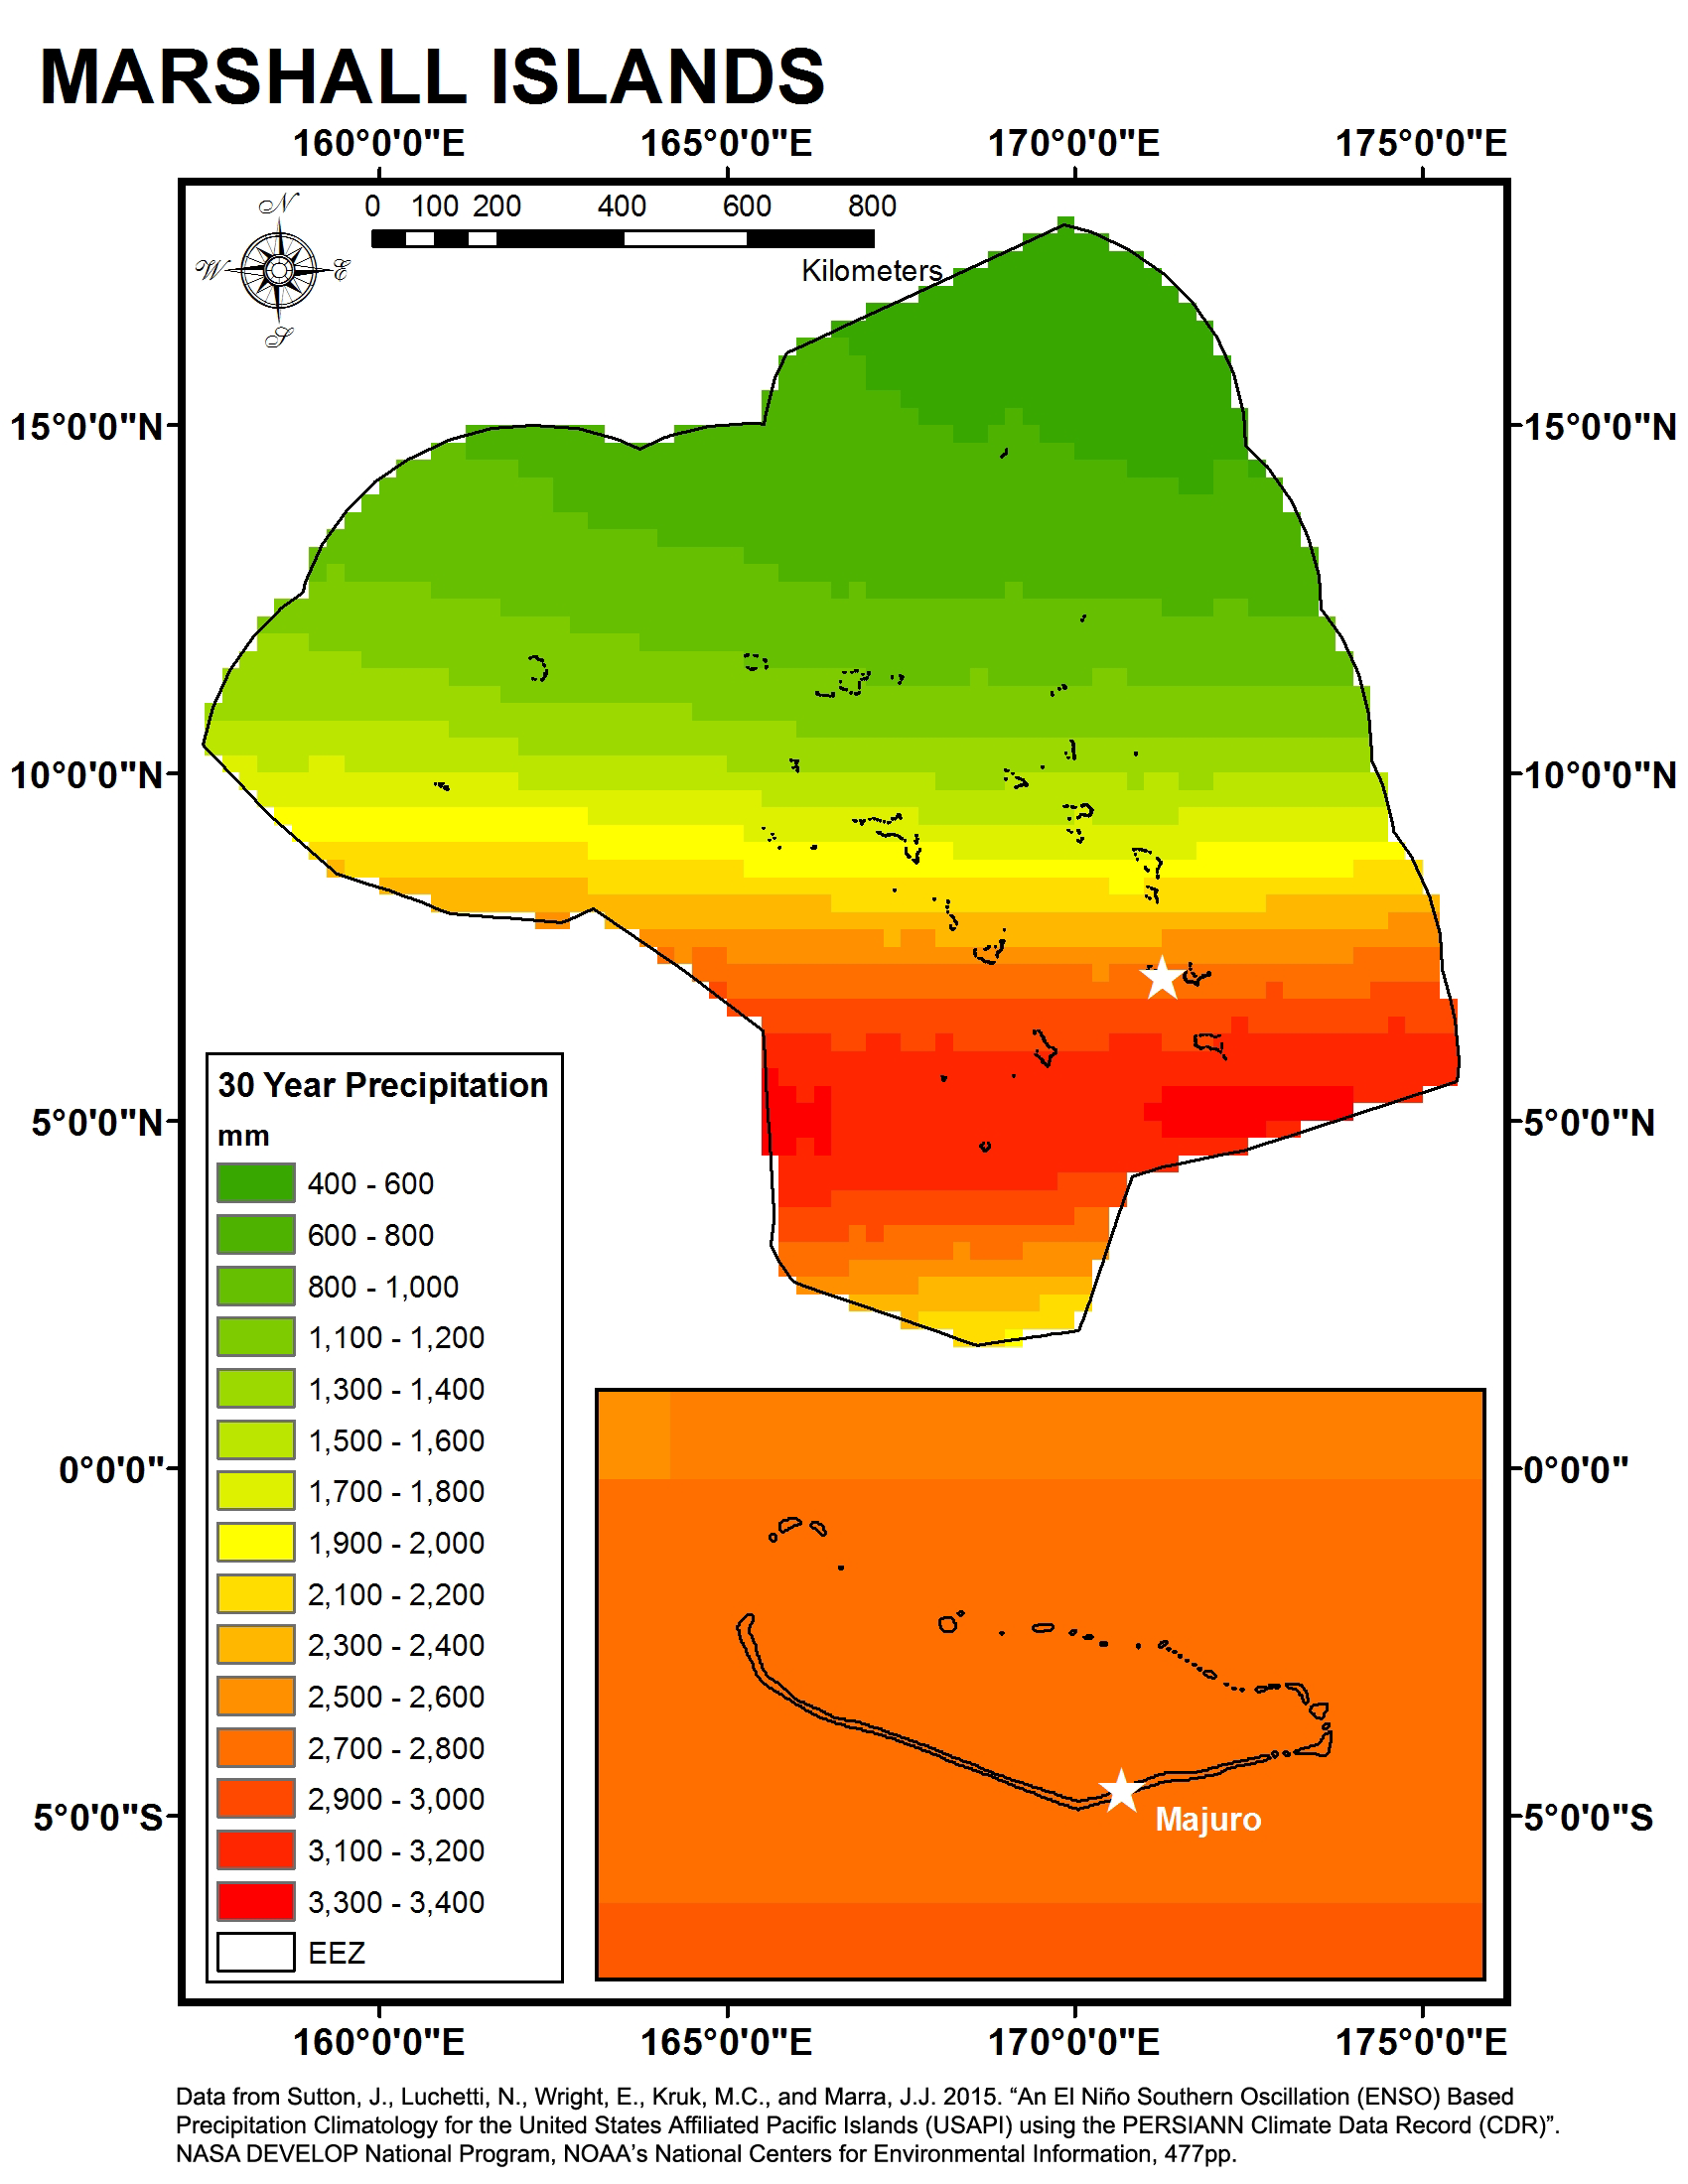 MARSHALL ISLANDS
160°0'0"E 165°0'0"E 170°0'0"E 175°0'0"E
N
W E
S
0 100 200 400 600 800
Kilometers
15°0'0"N 15°0'0"N
10°0'0"N 10°0'0"N
5°0'0"N 5°0'0"N
0°0'0" 0°0'0"
5°0'0"S 5°0'0"S
30 Year Precipitation
mm
400 - 600
600 - 800
800 - 1,000
1,100 - 1,200
1,300 - 1,400
1,500 - 1,600
1,700 - 1,800
1,900 - 2,000
2,100 - 2,200
2,300 - 2,400
2,500 - 2,600
2,700 - 2,800
2,900 - 3,000
3,100 - 3,200
3,300 - 3,400
EEZ
Majuro
160°0'0"E 165°0'0"E 170°0'0"E 175°0'0"E
Data from Sutton, J., Luchetti, N., Wright, E., Kruk, M.C., and Marra, J.J. 2015. “An El Niño Southern Oscillation (ENSO) Based
Precipitation Climatology for the United States Affiliated Pacific Islands (USAPI) using the PERSIANN Climate Data Record (CDR)”.
NASA DEVELOP National Program, NOAA’s National Centers for Environmental Information, 477pp.